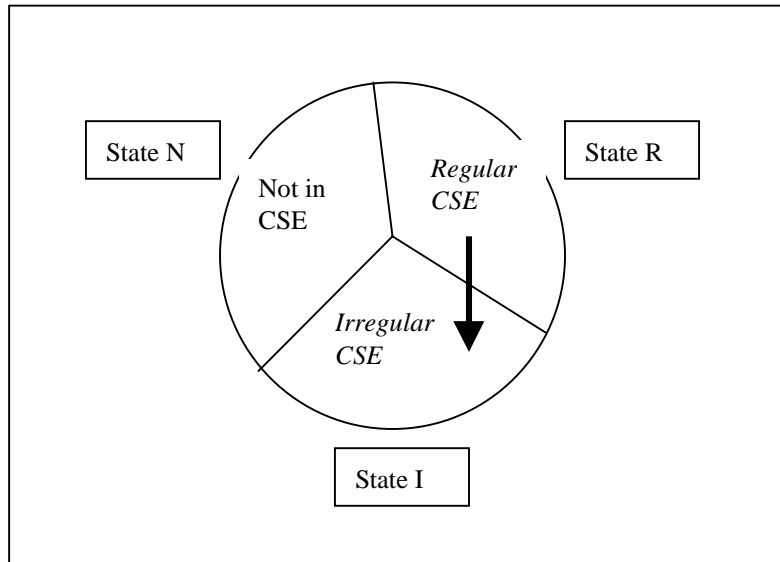 State N
State R
Not in
CSE
Regular
CSE
Irregular
CSE
State I